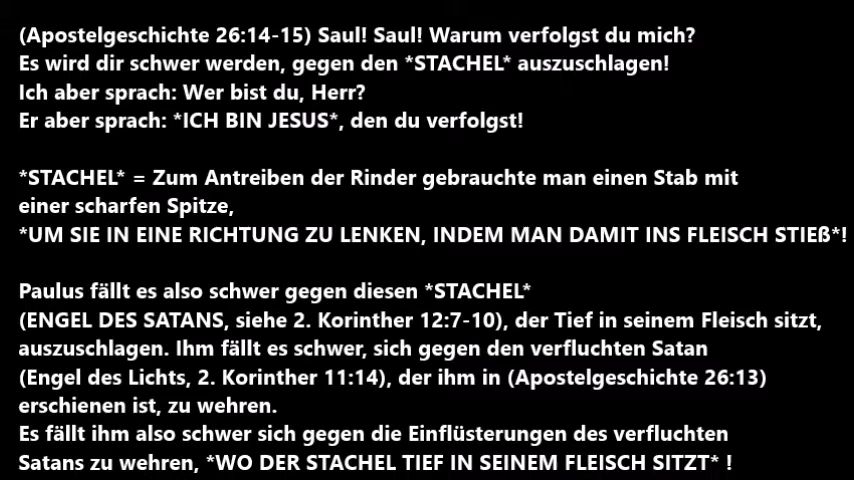 (Apostelgeschichte 26:14-15) Saul! Saul! Warum verfolgst du mich?
Es wird dir schwer werden, gegen den *STACHEL* auszuschlagen!
Ich aber sprach: Wer bist du, Herr?
Er aber sprach: *ICH BIN JESUS*, den du verfolgst!
*STACHEL* = Zum Antreiben der Rinder gebrauchte man einen Stab mit
einer scharfen Spitze,
*UM SIE IN EINE RICHTUNG ZU LENKEN, INDEM MAN DAMIT INS FLEISCH STIEß*!
Paulus fällt es also schwer gegen diesen *STACHEL*
(ENGEL DES SATANS, siehe 2. Korinther 12:7-10), der Tief in seinem Fleisch sitzt,
auszuschlagen. Ihm fällt es schwer, sich gegen den verfluchten Satan
(Engel des Lichts, 2. Korinther 11:14), der ihm in (Apostelgeschichte 26:13)
erschienen ist, zu wehren.
Es fällt ihm also schwer sich gegen die Einflüsterungen des verfluchten
Satans zu wehren, *WO DER STACHEL TIEF IN SEINEM FLEISCH SITZT* !